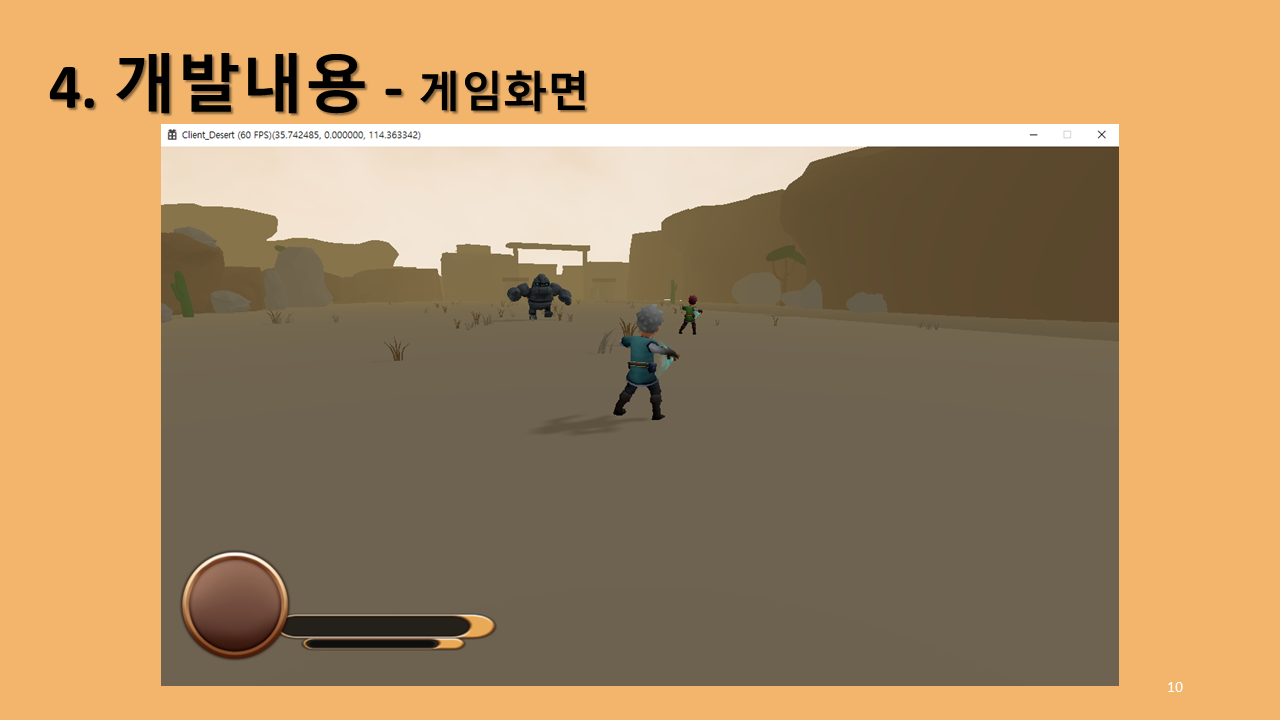 4. 개발내용 - 게임화면
Client_Desert (60 FPS)(35.742485, 0.000000, 114.363342)
10